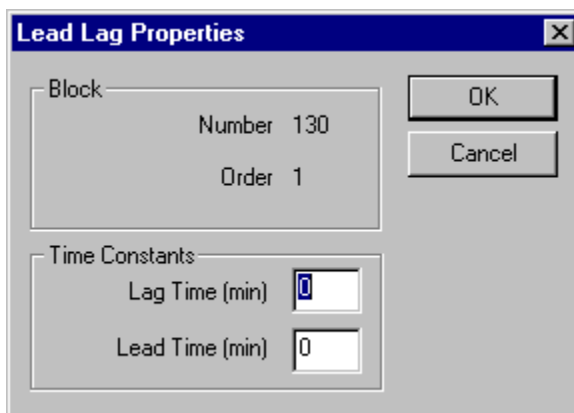 Lead Lag Properties
Block
Number 130
Order 1
OK
Cancel
Time Constants
Lag Time (min) 0
Lead Time (min) 0